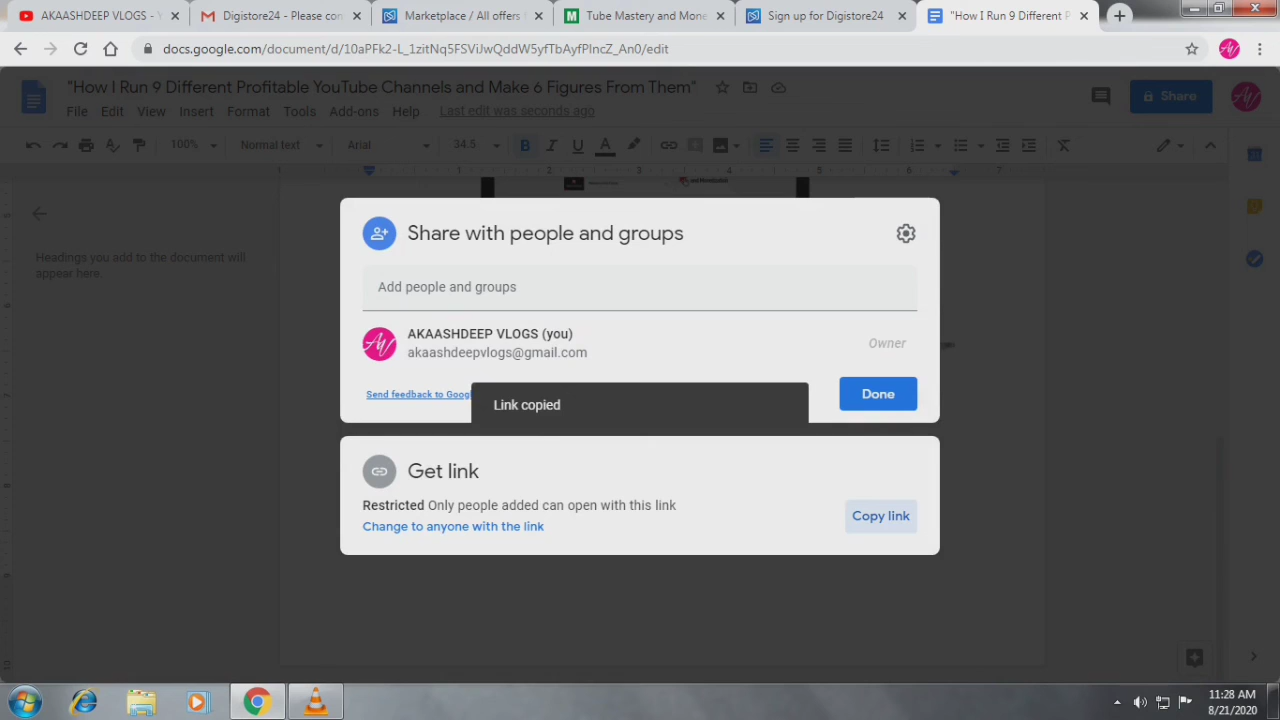 AKAASHDEEP VLOGS - Y
Digistore24 - Please con
Marketplace / All offers
Tube Mastery and Mone
Sign up for Digistore24
"How I Run 9 Different P
docs.google.com/document/d/10aPFk2-L_1zitNq5FSViJwQddW5yfTbAyfPlncZ_An0/edit
"How I Run 9 Different Profitable YouTube Channels and Make 6 Figures From Them"
Share
File Edit View Insert Format Tools Add-ons Help Last edit was seconds ago
100% Normal text Arial 34.5 B I U A
Headings you add to the document will
appear here.
Share with people and groups
Add people and groups
AKAASHDEEP VLOGS (you)
akaashdeepvlogs@gmail.com
Owner
Send feedback to Googl
Link copied
Done
Get link
Restricted Only people added can open with this link
Change to anyone with the link
Copy link
11:28 AM
8/21/2020